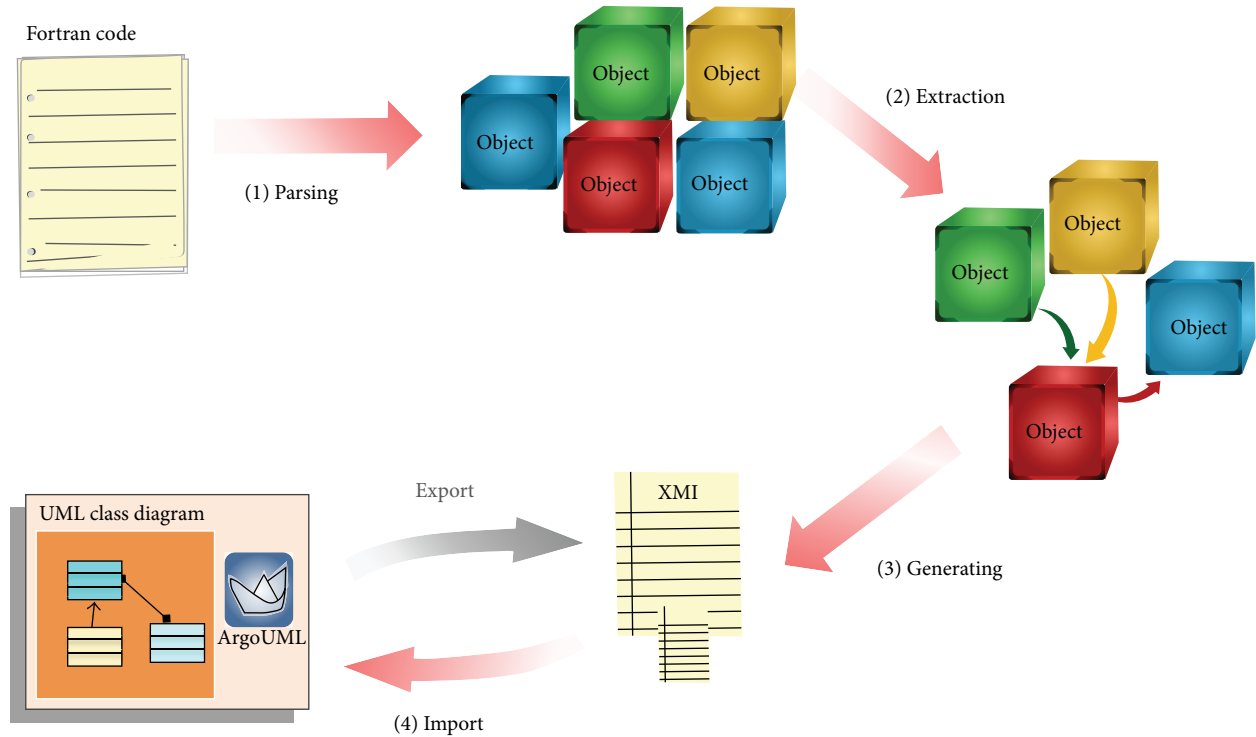 Fortran code
(1) Parsing
Object
Object
Object
Object
Object
(2) Extraction
Object
Object
Object
Object
(3) Generating
XMI
Export
UML class diagram
ArgoUML
(4) Import